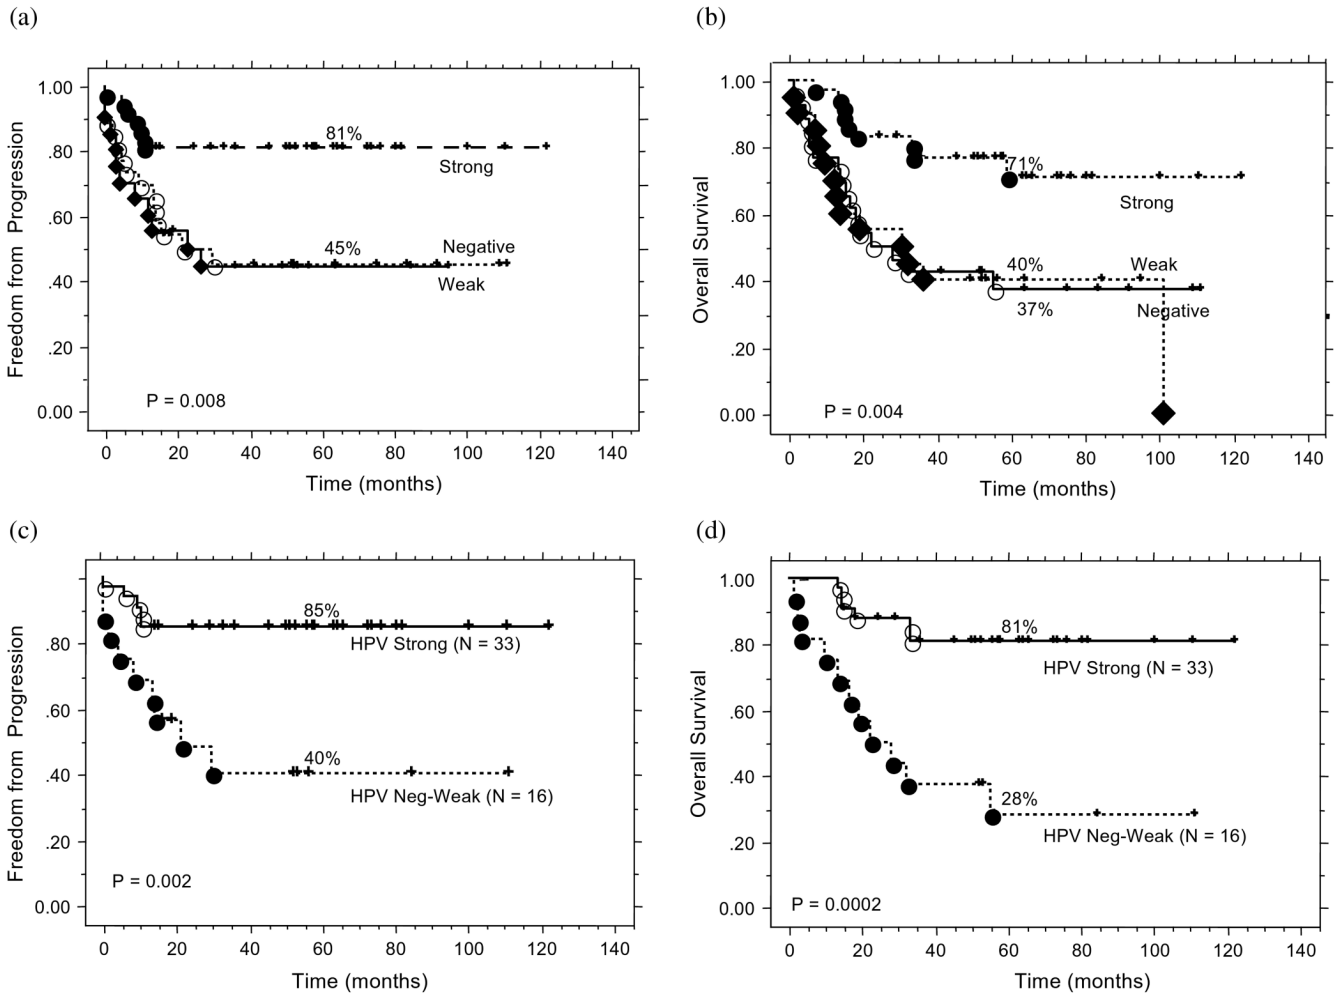 (a)
Freedom from Progression
1.00
.80
.60
.40
.20
0.00
81%
Strong
45%
Negative
Weak
P = 0.008
0 20 40 60 80 100 120 140
Time (months)
(b)
Overall Survival
1.00
.80
.60
.40
.20
0.00
71%
Strong
40%
Weak
37%
Negative
P = 0.004
0 20 40 60 80 100 120 140
Time (months)
(c)
Freedom from Progression
.80
.60
.40
.20
0.00
85%
HPV Strong (N = 33)
40%
HPV Neg-Weak (N = 16)
P = 0.002
0 20 40 60 80 100 120 140
Time (months)
(d)
Overall Survival
1.00
.80
.60
.40
.20
0.00
81%
HPV Strong (N = 33)
28%
HPV Neg-Weak (N = 16)
P = 0.0002
0 20 40 60 80 100 120 140
Time (months)